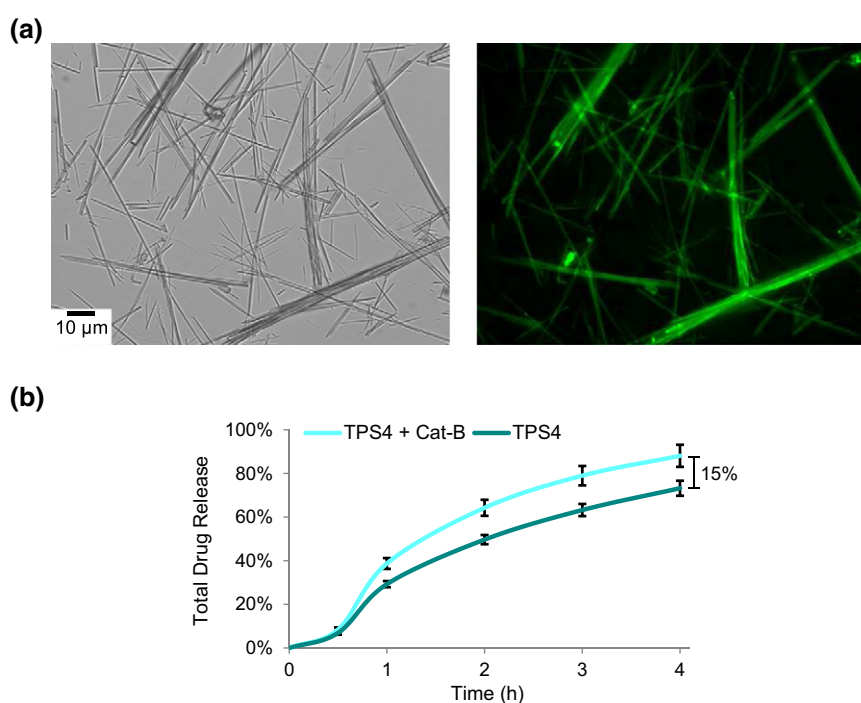 (a)
10 µm
(b)
100%
80%
60%
40%
20%
0%
Total Drug Release
TPS4 + Cat-B
TPS4
15%
0 1 2 3 4
Time (h)